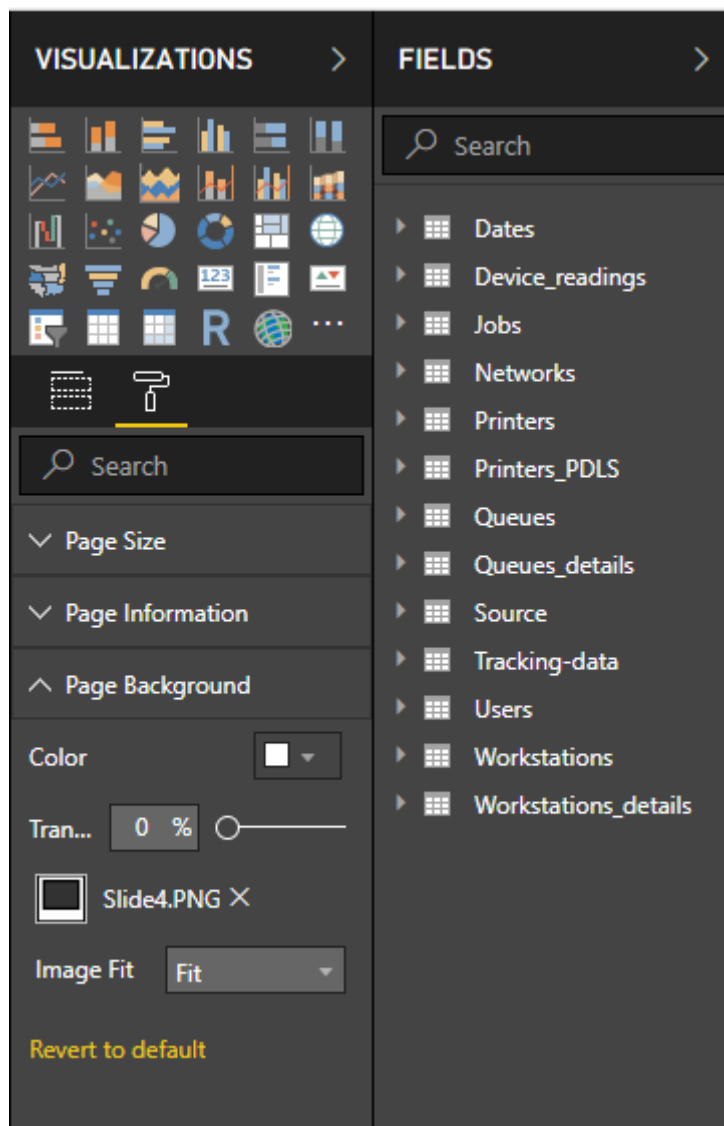 VISUALIZATIONS
123
R
Search
Page Size
Page Information
Page Background
Color
Tran... 0 %
Slide4.PNG
Image Fit Fit
Revert to default
FIELDS
Search
Dates
Device_readings
Jobs
Networks
Printers
Printers_PDLS
Queues
Queues_details
Source
Tracking-data
Users
Workstations
Workstations_details